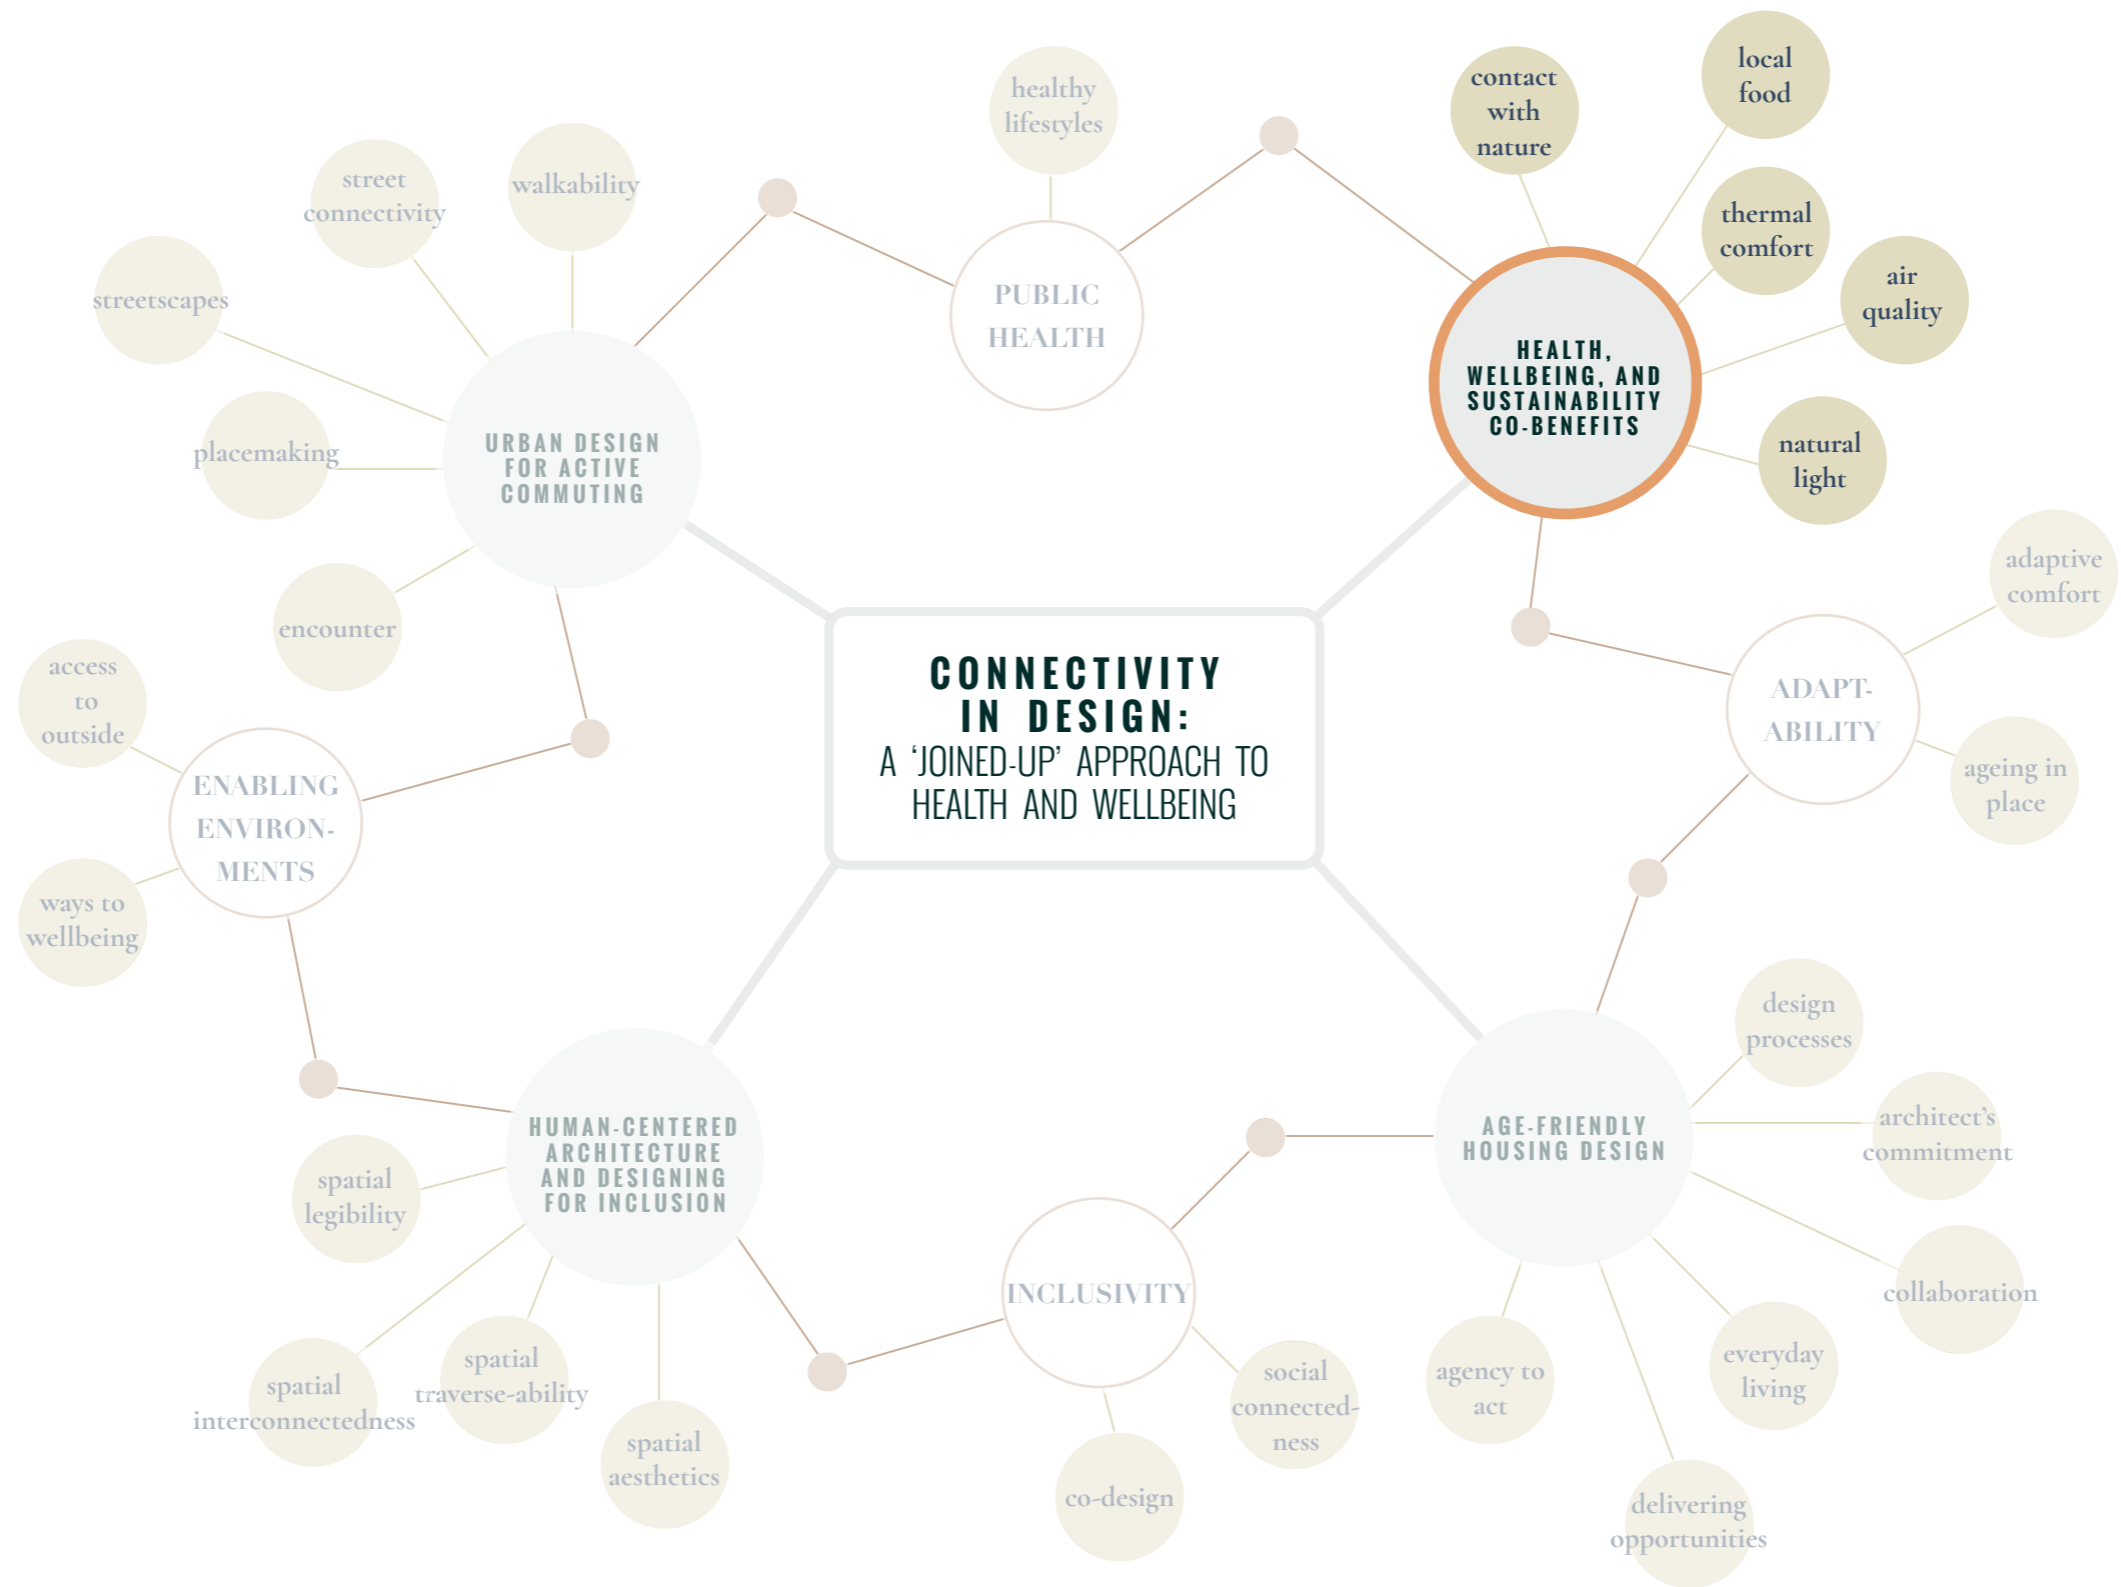 healthy
lifestyles
contact
with
nature
local
food
thermal
comfort
air
quality
natural
light
HEALTH,
WELLBEING, AND
SUSTAINABILITY
CO-BENEFITS
PUBLIC
HEALTH
walkability
street
connectivity
streetscapes
placemaking
encounter
URBAN DESIGN
FOR ACTIVE
COMMUTING
CONNECTIVITY
IN DESIGN:
A ‘JOINED-UP’ APPROACH TO
HEALTH AND WELLBEING
adaptive
comfort
ADAPT-
ABILITY
ageing in
place
access
to
outside
ENABLING
ENVIRON-
MENTS
ways to
wellbeing
HUMAN-CENTERED
ARCHITECTURE
AND DESIGNING
FOR INCLUSION
spatial
legibility
spatial
interconnectedness
spatial
traverse-ability
spatial
aesthetics
INCLUSIVITY
social
connected-
ness
co-design
AGE-FRIENDLY
HOUSING DESIGN
design
processes
architect’s
commitment
collaboration
everyday
living
agency to
act
delivering
opportunities